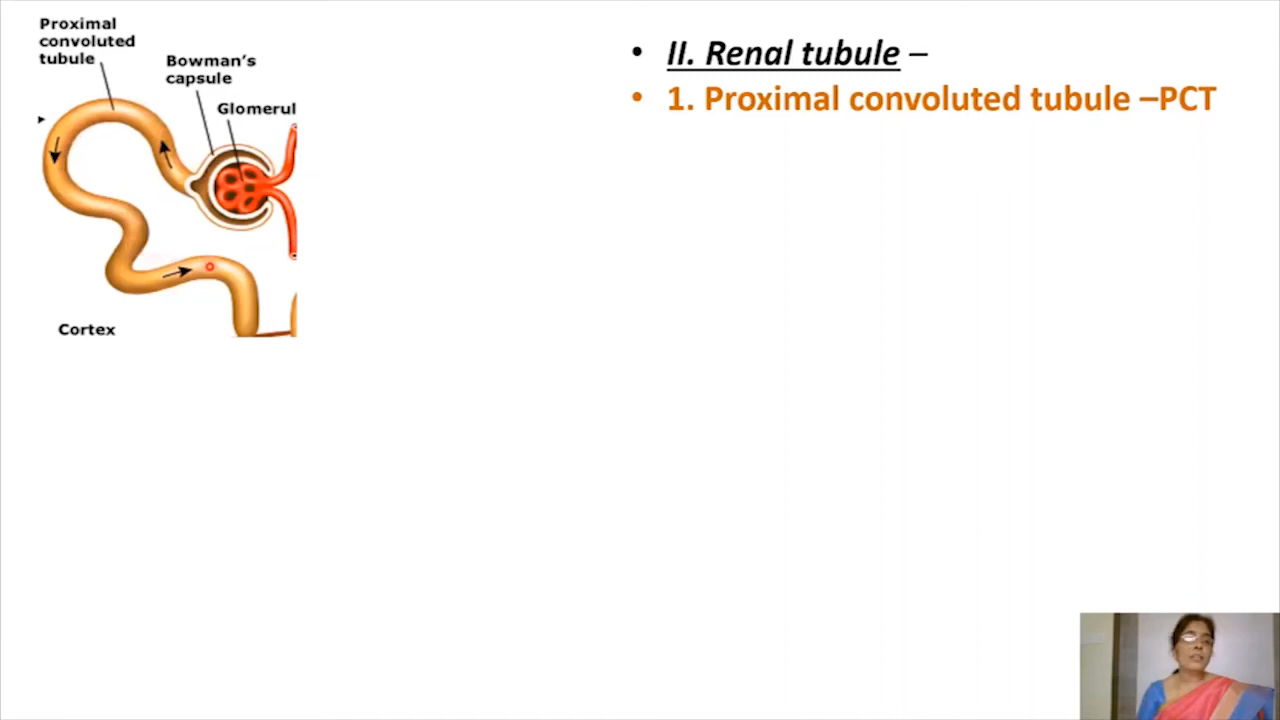 Proximal
convoluted
tubule
Bowman's
capsule
Glomerul
Cortex
• II. Renal tubule –
• 1. Proximal convoluted tubule –PCT